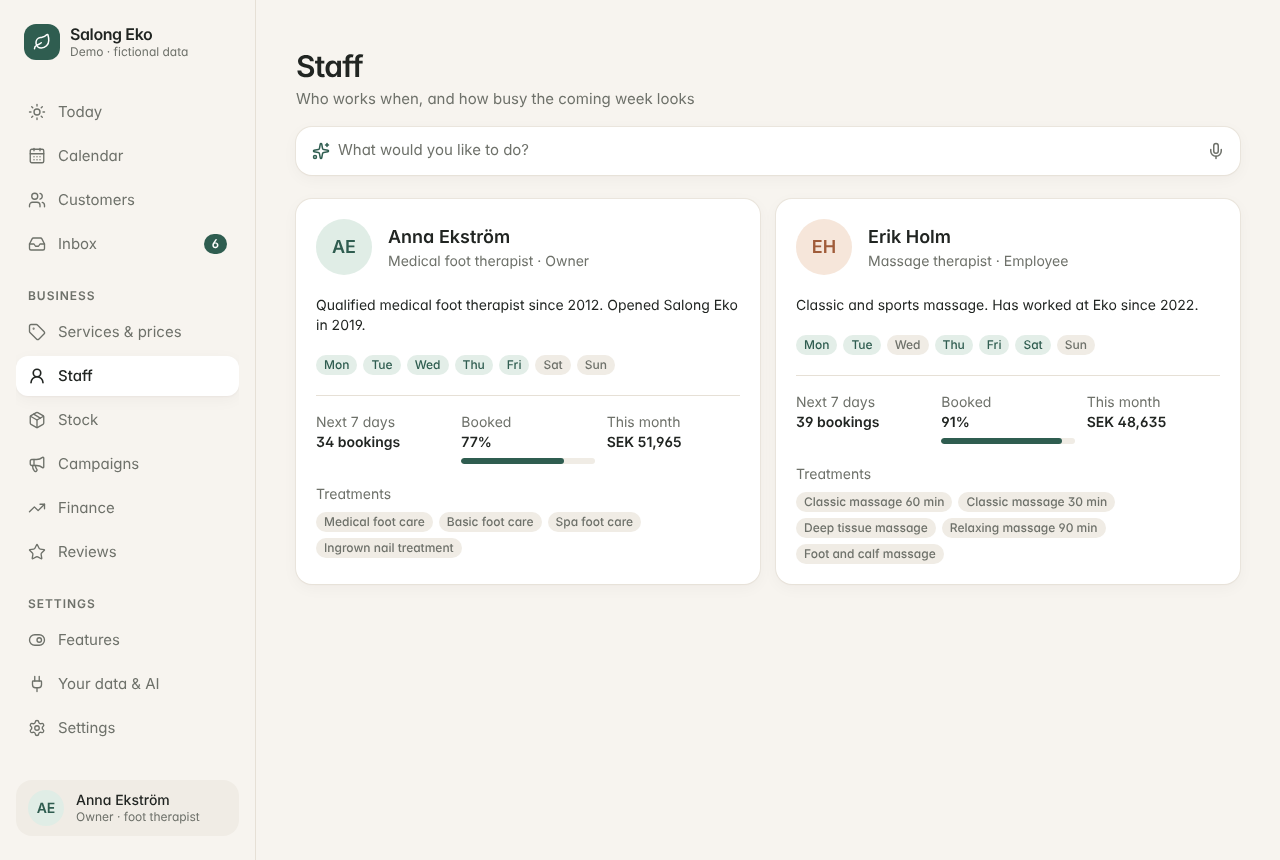 Salong Eko
Demo · fictional data
Today
Calendar
Customers
Inbox
6
BUSINESS
Services & prices
Staff
Stock
Campaigns
Finance
Reviews
SETTINGS
Features
Your data & AI
Settings
AE
Anna Ekström
Owner · foot therapist
Staff
Who works when, and how busy the coming week looks
What would you like to do?
AE
Anna Ekström
Medical foot therapist · Owner
Qualified medical foot therapist since 2012. Opened Salong Eko
in 2019.
Mon Tue Wed Thu Fri Sat Sun
Next 7 days Booked This month
34 bookings 77% SEK 51,965
Treatments
Medical foot care Basic foot care Spa foot care
Ingrown nail treatment
EH
Erik Holm
Massage therapist · Employee
Classic and sports massage. Has worked at Eko since 2022.
Mon Tue Wed Thu Fri Sat Sun
Next 7 days Booked This month
39 bookings 91% SEK 48,635
Treatments
Classic massage 60 min Classic massage 30 min
Deep tissue massage Relaxing massage 90 min
Foot and calf massage